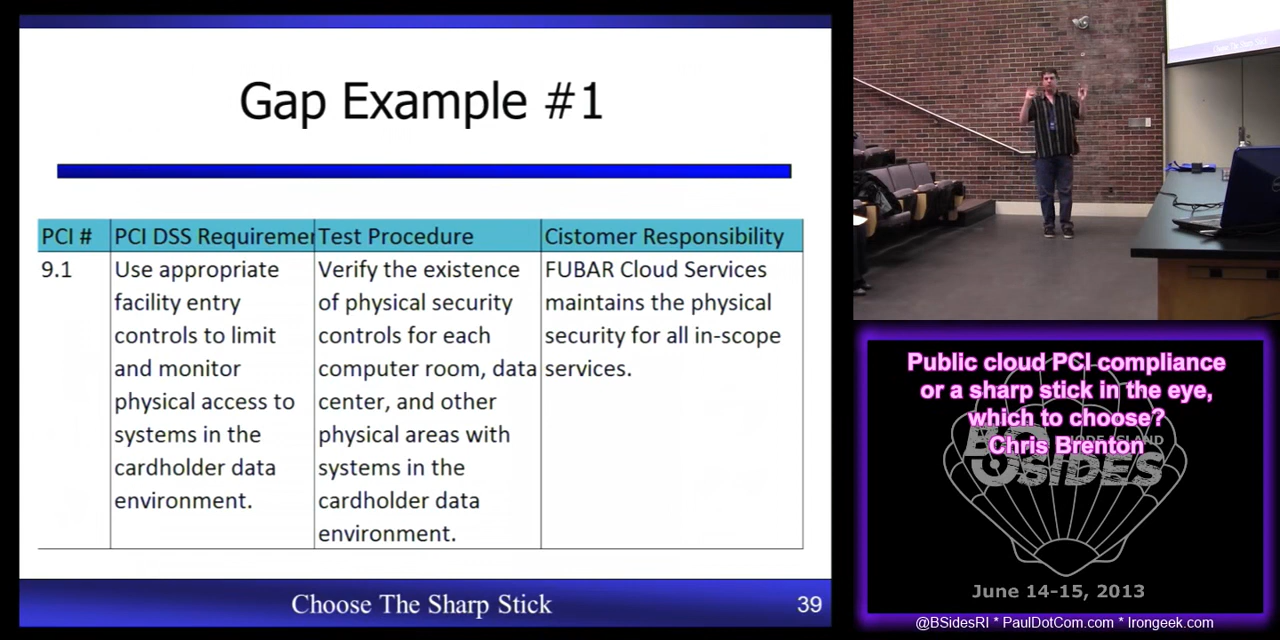 Gap Example #1
PCI #
PCI DSS Requiremen
Test Procedure
Cistomer Responsibility
9.1
Use appropriate
facility entry
controls to limit
and monitor
physical access to
systems in the
cardholder data
environment.
Verify the existence
of physical security
controls for each
computer room, data
center, and other
physical areas with
systems in the
cardholder data
environment.
FUBAR Cloud Services
maintains the physical
security for all in-scope
services.
Choose The Sharp Stick
39
Public cloud PCI compliance
or a sharp stick in the eye,
which to choose?
Chris Brenton
SIDES
June 14-15, 2013
@BSidesRI * PaulDotCom.com * Irongeek.com